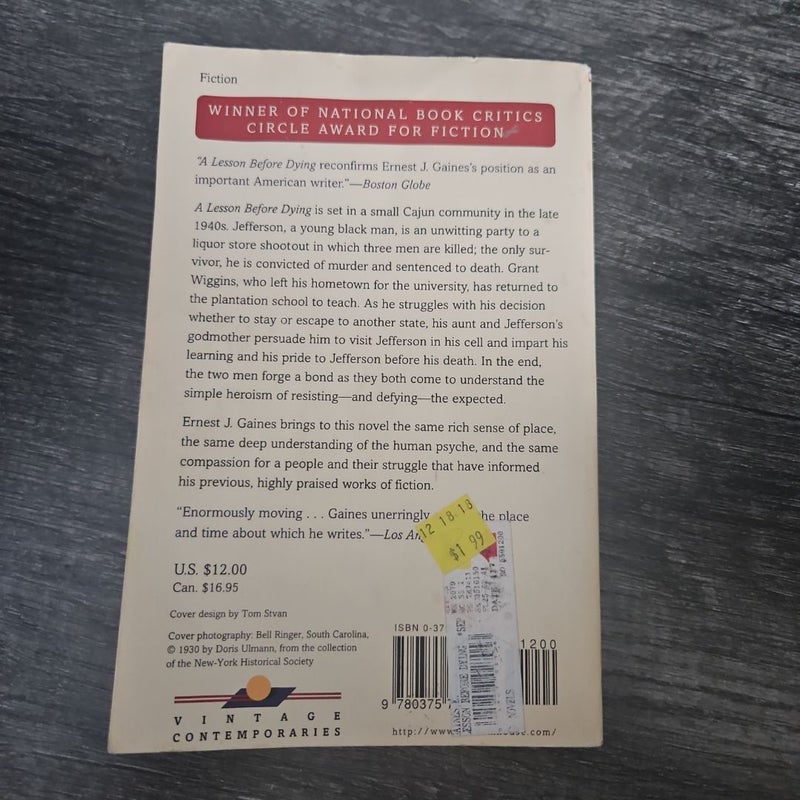 Fiction
WINNER OF NATIONAL BOOK CRITICS
CIRCLE AWARD FOR FICTION
"A Lesson Before Dying reconfirms Ernest J. Gaines's position as an
important American writer."—Boston Globe
A Lesson Before Dying is set in a small Cajun community in the late
1940s. Jefferson, a young black man, is an unwitting party to a
liquor store shootout in which three men are killed; the only sur-
vivor, he is convicted of murder and sentenced to death. Grant
Wiggins, who left his hometown for the university, has returned to
the plantation school to teach. As he struggles with his decision
whether to stay or escape to another state, his aunt and Jefferson's
godmother persuade him to visit Jefferson in his cell and impart his
learning and his pride to Jefferson before his death. In the end,
the two men forge a bond as they both come to understand the
simple heroism of resisting—and defying—the expected.
Ernest J. Gaines brings to this novel the same rich sense of place,
the same deep understanding of the human psyche, and the same
compassion for a people and their struggle that have informed
his previous, highly praised works of fiction.
"Enormously moving . . . Gaines unerringly the place
and time about which he writes."—Los
12 18.13
$1 99
U.S. $12.00
Can. $16.95
Cover design by Tom Stvan
Cover photography: Bell Ringer, South Carolina,
© 1930 by Doris Ulmann, from the collection
of the New-York Historical Society
VINTAGE
CONTEMPORARIES
ISBN 0-37
1200
9 780375
http://www.
.com/
LESSON BEFORE DYING
NOVELS